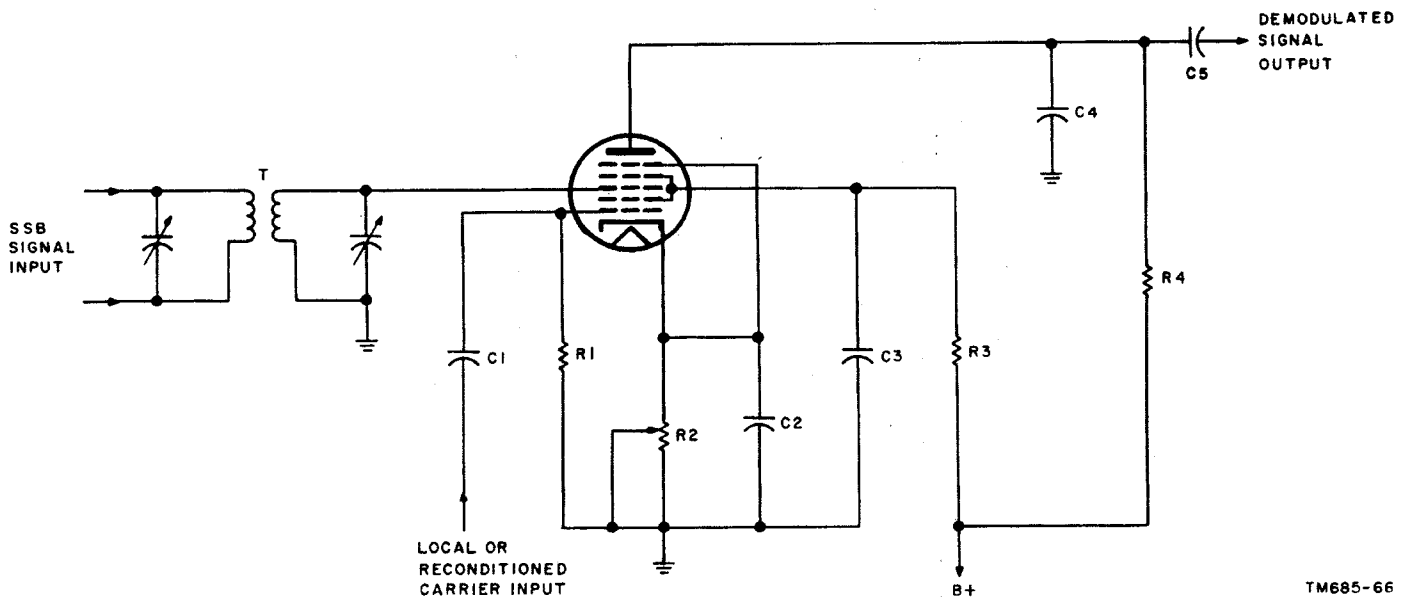 DEMODULATED
SIGNAL
OUTPUT
C5
C4
T
SSB
SIGNAL
INPUT
R4
C1
R1
C3
R3
R2
C2
LOCAL OR
RECONDITIONED
CARRIER INPUT
B+
TM685-66